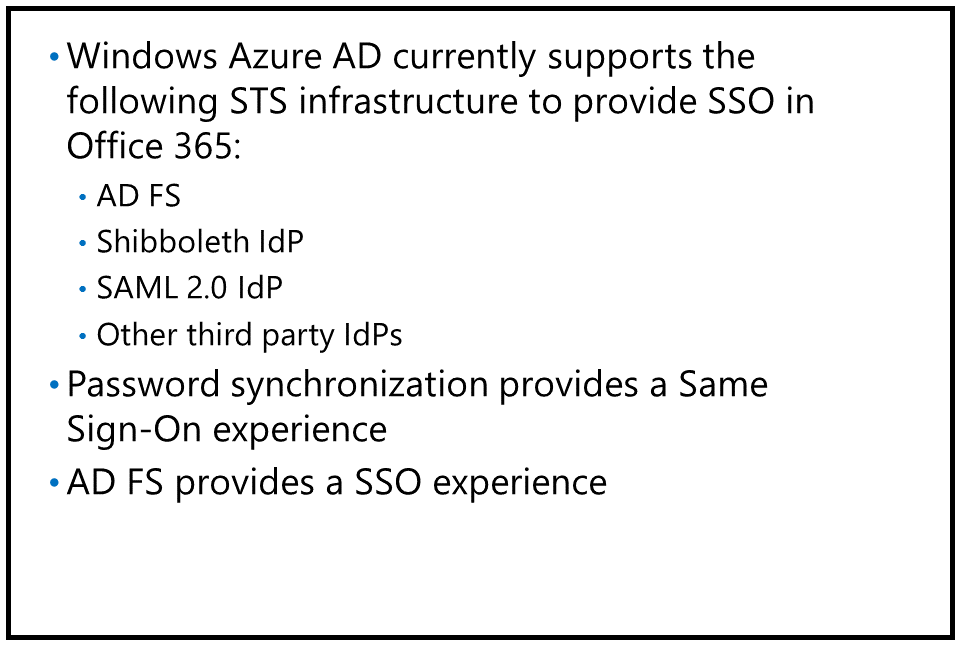 • Windows Azure AD currently supports the
following STS infrastructure to provide SSO in
Office 365:
• AD FS
• Shibboleth IdP
• SAML 2.0 IdP
• Other third party IdPs
• Password synchronization provides a Same
Sign-On experience
• AD FS provides a SSO experience